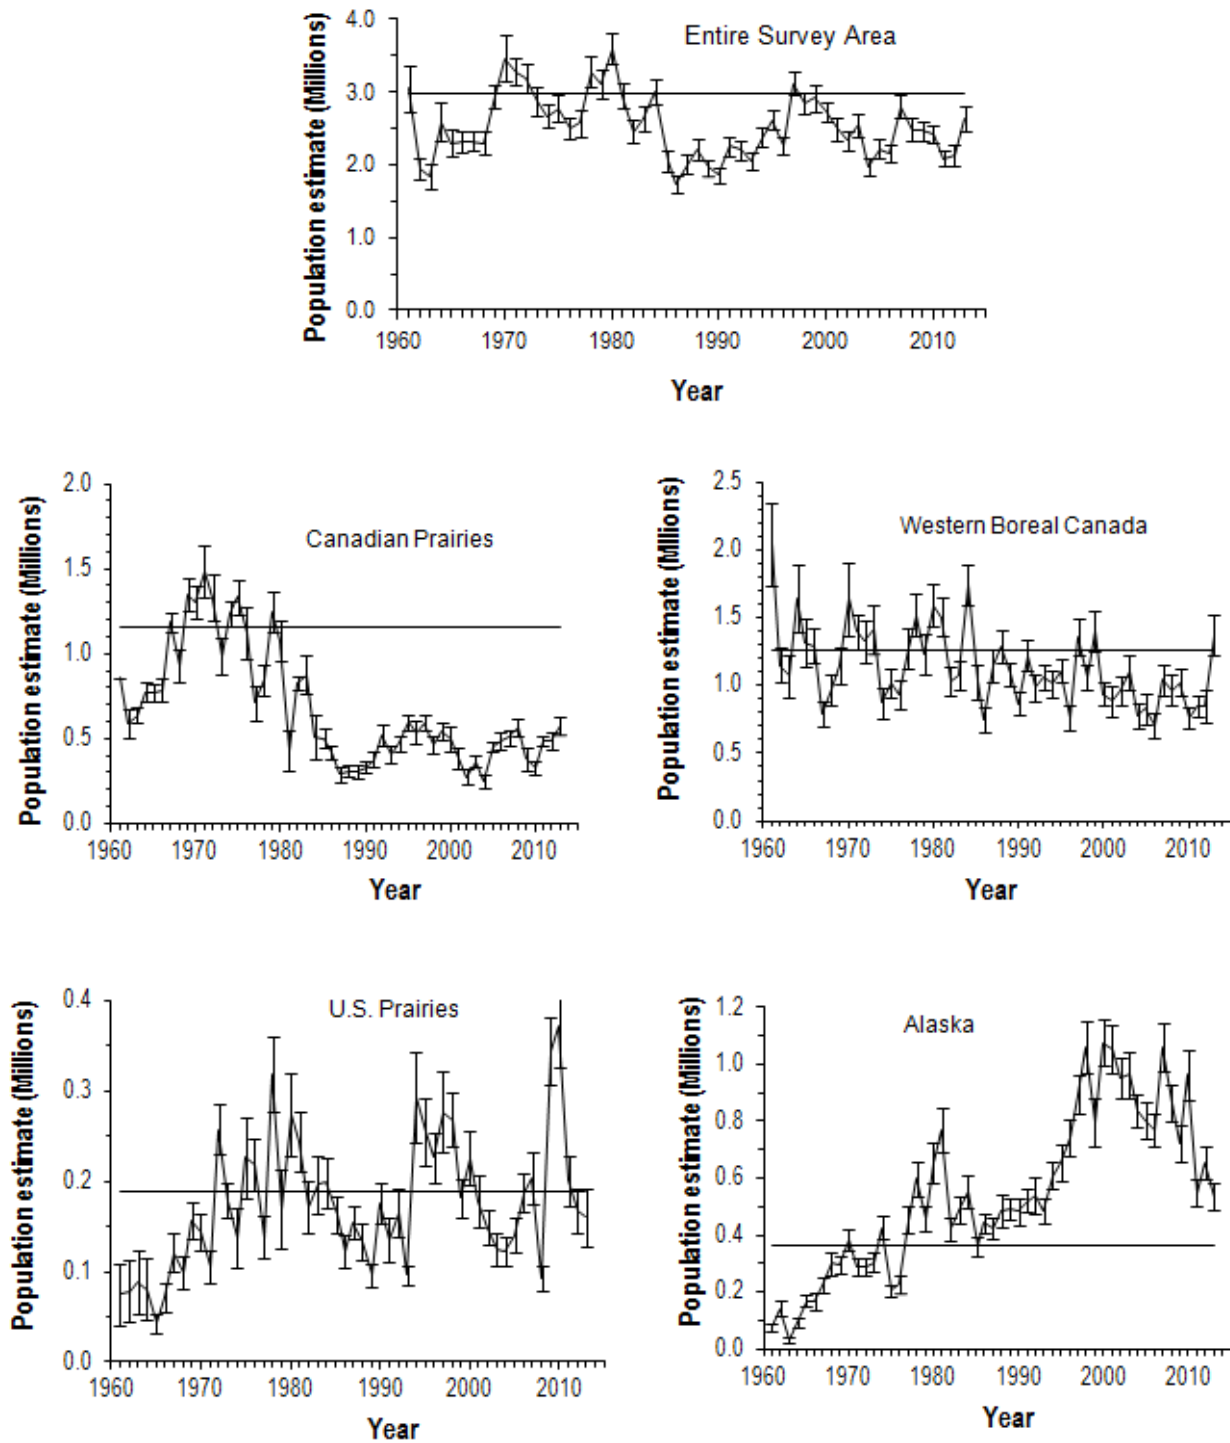 Entire Survey Area
Population estimate (Millions)
4.0
3.0
2.0
1.0
0.0
1960 1970 1980 1990 2000 2010
Year
Canadian Prairies
Population estimate (Millions)
2.0
1.5
1.0
0.5
0.0
1960 1970 1980 1990 2000 2010
Year
Western Boreal Canada
Population estimate (MIllions)
2.5
2.0
1.5
1.0
0.5
0.0
1960 1970 1980 1990 2000 2010
Year
U.S. Prairies
Population estimate (Millions)
0.4
0.3
0.2
0.1
0.0
1960 1970 1980 1990 2000 2010
Year
Alaska
Population estimate (Millions)
1.2
1.0
0.8
0.6
0.4
0.2
0.0
1960 1970 1980 1990 2000 2010
Year